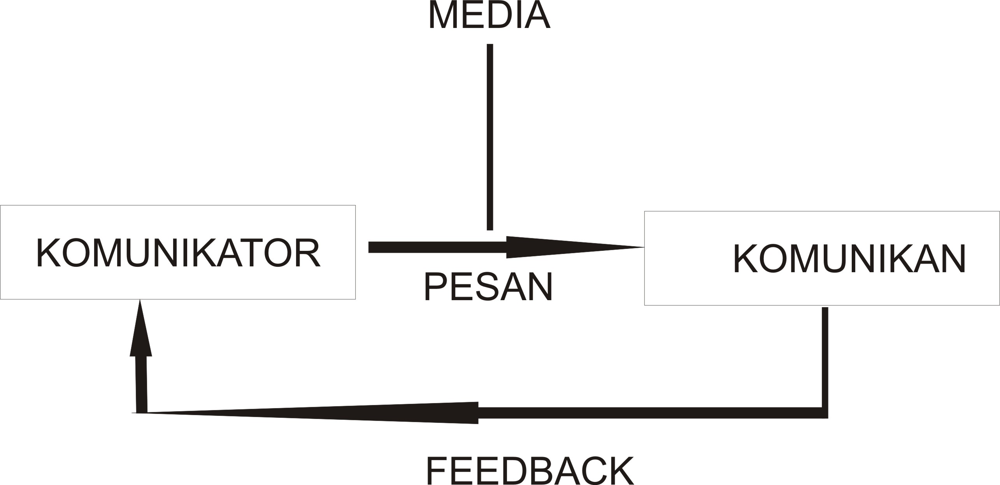 MEDIA
KOMUNIKATOR
PESAN
KOMUNIKAN
FEEDBACK